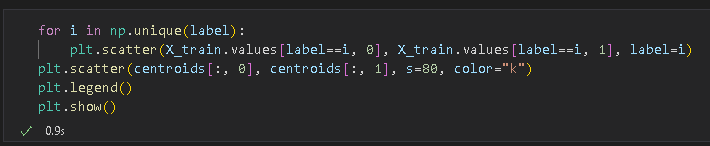 for i in np.unique(label):
    plt.scatter(X_train.values[label==i, 0], X_train.values[label==i, 1], label=i)
plt.scatter(centroids[:, 0], centroids[:, 1], s=80, color="k")
plt.legend()
plt.show()
0.9s